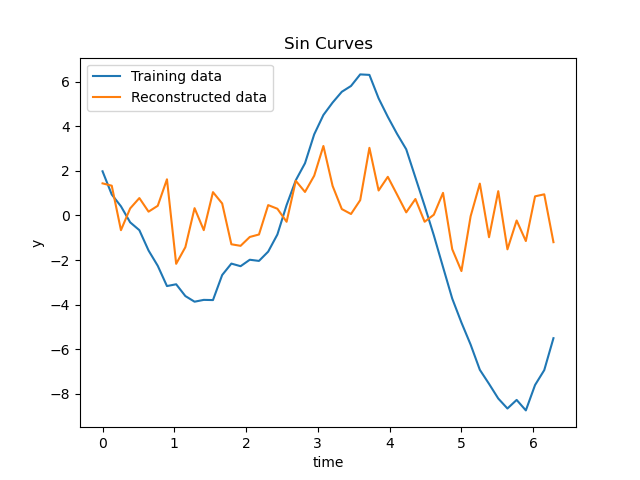 Sin Curves
Training data
Reconstructed data
6
4
2
0
−2
−4
−6
−8
y
0 1 2 3 4 5 6
time